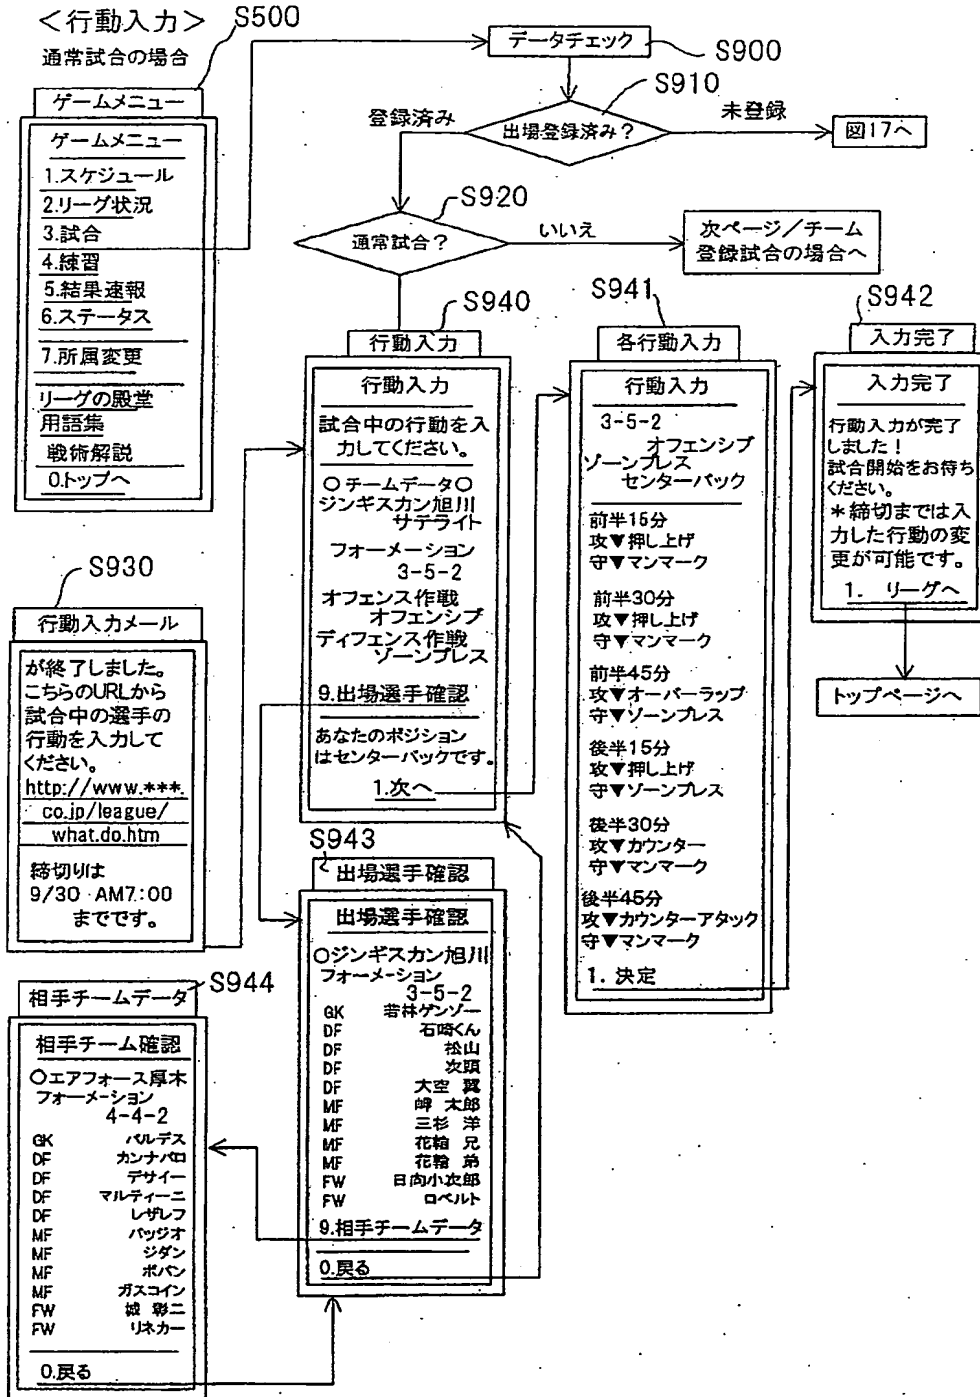 <行動入力>
通常試合の場合
S500
ゲームメニュー
ゲームメニュー
1.スケジュール
2.リーグ状況
3.試合
4.練習
5.結果速報
6.ステータス
7.所属変更
リーグの殿堂
用語集
戦術解説
0.トップへ
データチェック
S900
S910
出場登録済み?
登録済み
未登録
図17へ
S920
通常試合?
いいえ
次ページ/チーム
登録試合の場合へ
S930
行動入力メール
が終了しました。
こちらのURLから
試合中の選手の
行動を入力して
ください。
http://www.***.
co.jp/league/
what.do.htm
締切りは
9/30 AM7:00
までです。
S940
行動入力
行動入力
試合中の行動を入
力してください。
○チームデータ○
ジンギスカン旭川
サテライト
フォーメーション
3-5-2
オフェンス作戦
オフェンシブ
ディフェンス作戦
ゾーンプレス
9.出場選手確認
あなたのポジション
はセンターバックです。
1.次へ
S941
各行動入力
行動入力
3-5-2
オフェンシブ
ゾーンプレス
センターバック
前半15分
攻▼押し上げ
守▼マンマーク
前半30分
攻▼押し上げ
守▼マンマーク
前半45分
攻▼オーバーラップ
守▼ゾーンプレス
後半15分
攻▼押し上げ
守▼ゾーンプレス
後半30分
攻▼カウンター
守▼マンマーク
後半45分
攻▼カウンターアタック
守▼マンマーク
1. 決定
S942
入力完了
入力完了
行動入力が完了
しました!
試合開始をお待ち
ください。
*締切までは入
力した行動の変
更が可能です。
1. リーグへ
トップページへ
S943
出場選手確認
出場選手確認
○ジンギスカン旭川
フォーメーション
3-5-2
GK 若林ゲンゾー
DF 石崎くん
DF 松山
DF 次頭
DF 大空 翼
MF 岬 太郎
MF 三杉 洋
MF 花輪 兄
MF 花輪 弟
FW 日向小次郎
FW ロベルト
9.相手チームデータ
0.戻る
S944
相手チームデータ
相手チーム確認
○エアフォース厚木
フォーメーション
4-4-2
GK バルデス
DF カンナバロ
DF デサイー
DF マルティーニ
DF レザレフ
MF バッジオ
MF ジダン
MF ボバン
MF ガスコイン
FW 城 彰二
FW リネカー
0.戻る